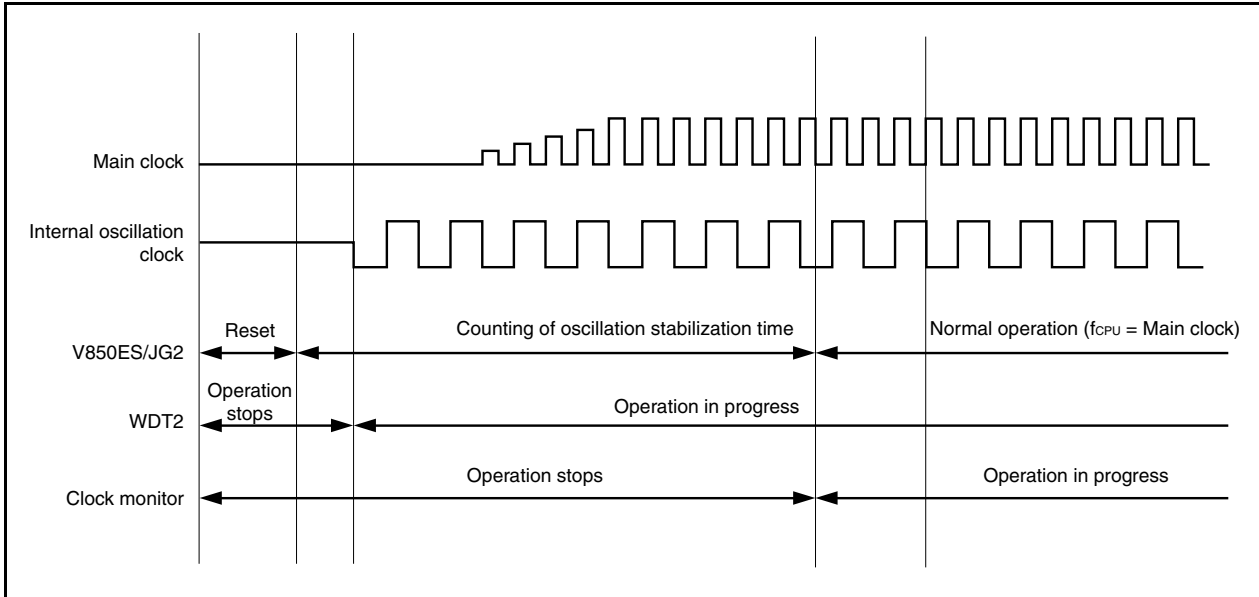 Main clock
Internal oscillation
clock
Reset
Counting of oscillation stabilization time
Normal operation (fCPU = Main clock)
V850ES/JG2
Operation
stops
Operation in progress
WDT2
Operation stops
Operation in progress
Clock monitor